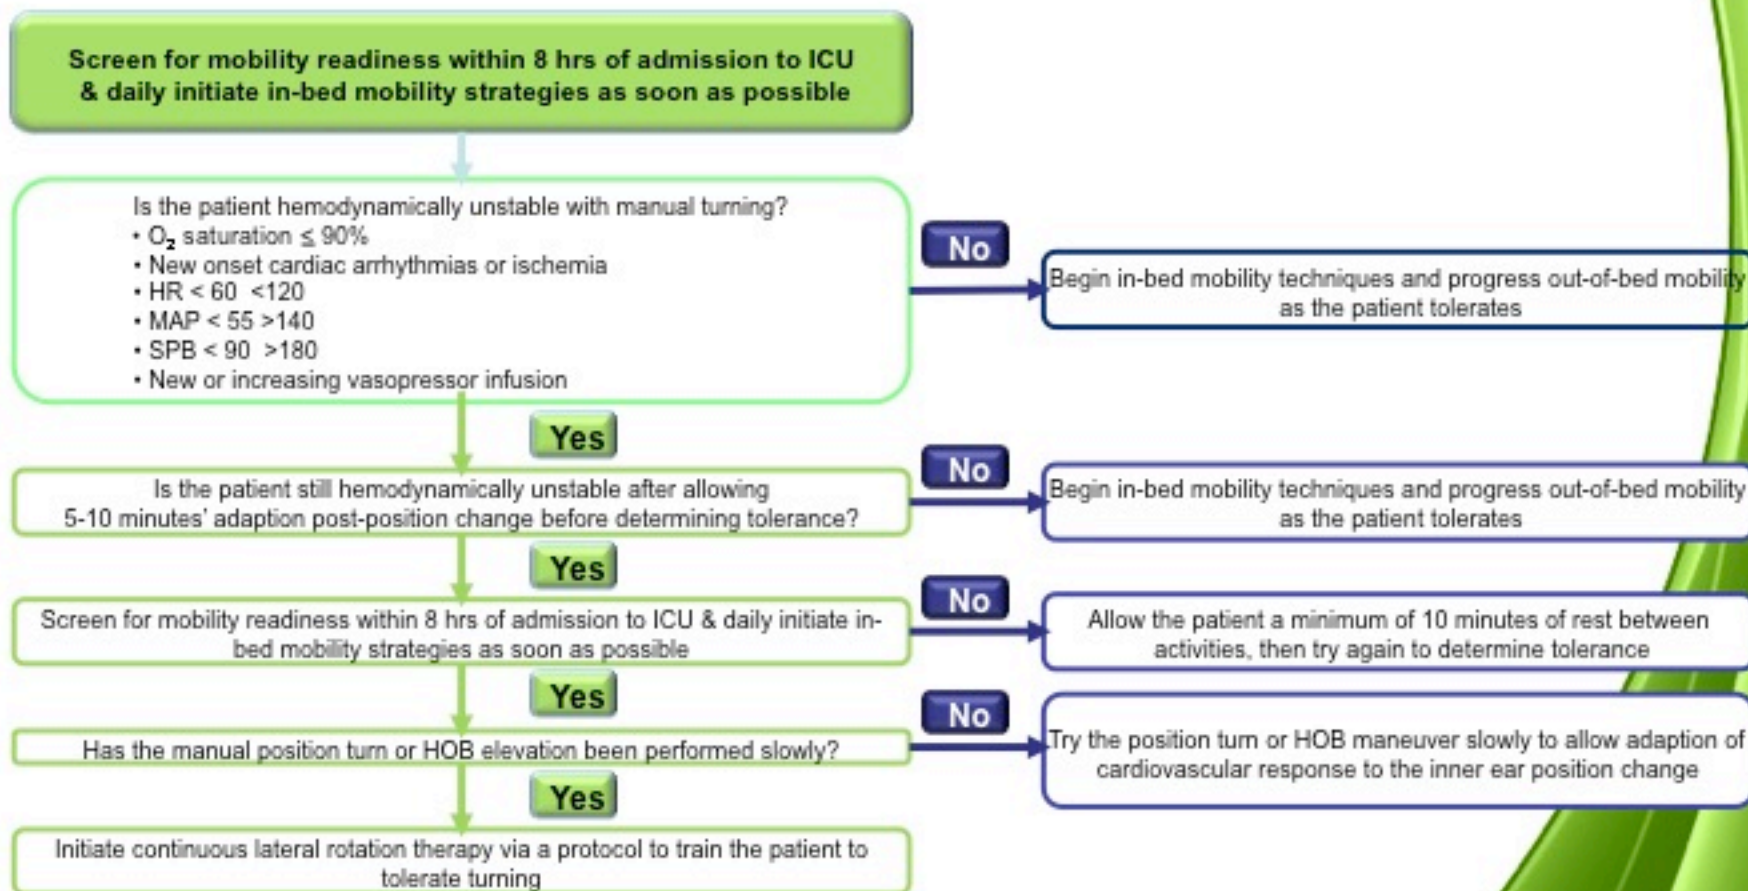 Screen for mobility readiness within 8 hrs of admission to ICU
& daily initiate in-bed mobility strategies as soon as possible
Is the patient hemodynamically unstable with manual turning?
• O₂ saturation ≤ 90%
• New onset cardiac arrhythmias or ischemia
• HR < 60 <120
• MAP < 55 >140
• SPB < 90 >180
• New or increasing vasopressor infusion
No
Begin in-bed mobility techniques and progress out-of-bed mobility
as the patient tolerates
Yes
Is the patient still hemodynamically unstable after allowing
5-10 minutes' adaption post-position change before determining tolerance?
No
Begin in-bed mobility techniques and progress out-of-bed mobility
as the patient tolerates
Yes
Screen for mobility readiness within 8 hrs of admission to ICU & daily initiate in-
bed mobility strategies as soon as possible
No
Allow the patient a minimum of 10 minutes of rest between
activities, then try again to determine tolerance
Yes
Has the manual position turn or HOB elevation been performed slowly?
No
Try the position turn or HOB maneuver slowly to allow adaption of
cardiovascular response to the inner ear position change
Yes
Initiate continuous lateral rotation therapy via a protocol to train the patient to
tolerate turning